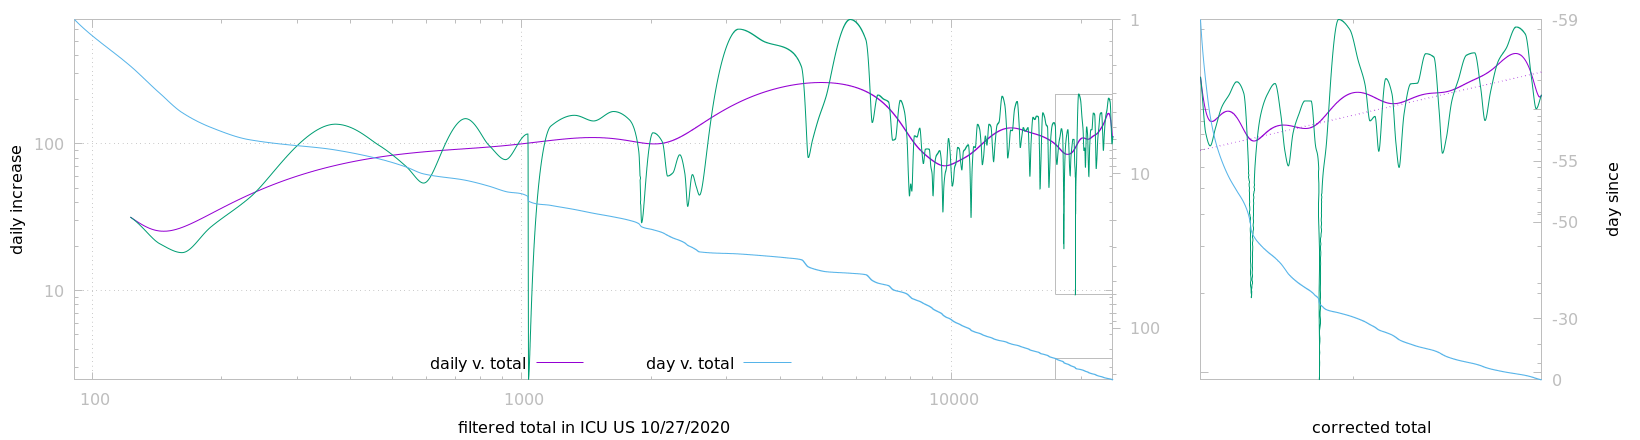 1
-59
100
10
-55
daily increase
day since
-50
10
100
-30
daily v. total
day v. total
0
100
1000
10000
filtered total in ICU US 10/27/2020
corrected total